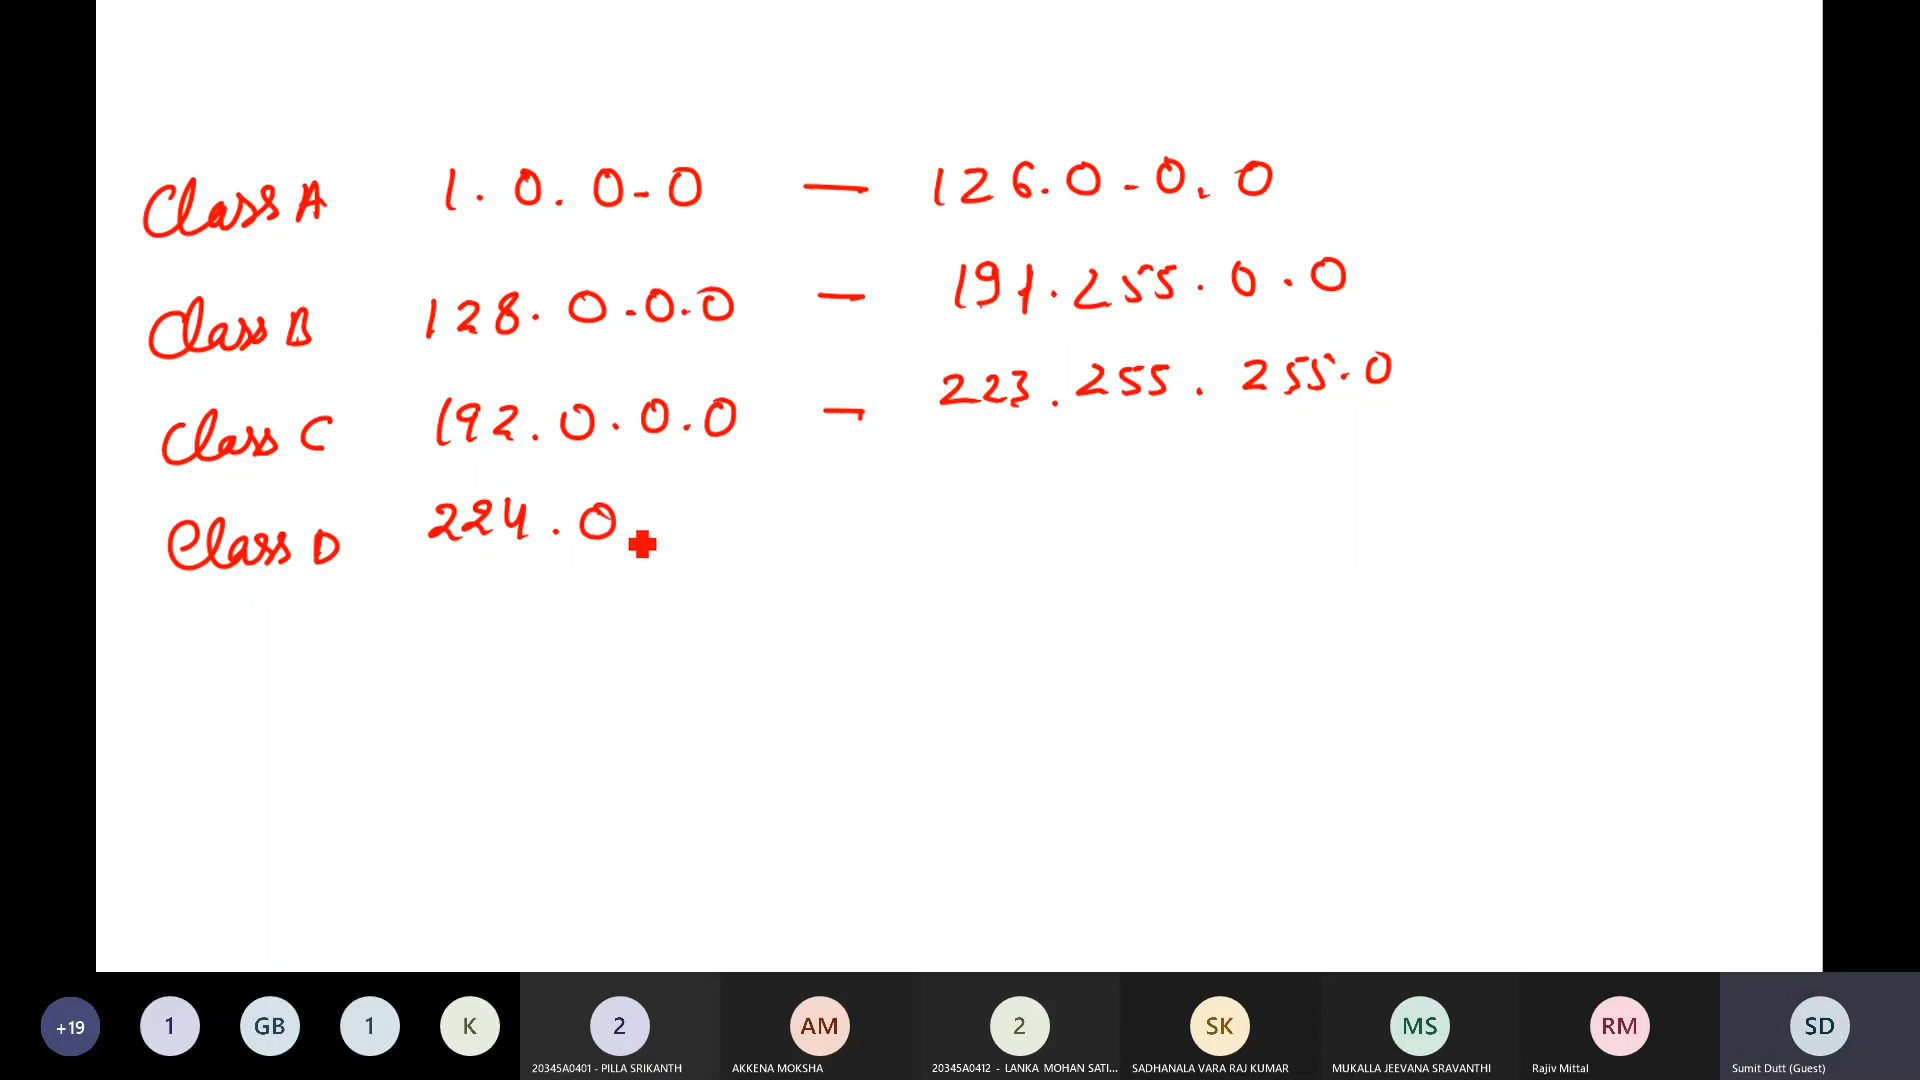 Class A 1.0.0.0 — 126.0.0.0
Class B 128.0.0.0 — 191.255.0.0
Class C 192.0.0.0 — 223.255.255.0
Class D 224.0
+19 1 GB 1 K 2 AM 2 SK MS RM SD
20345A0401 - PILLA SRIKANTH AKKENA MOKSHA 20345A0412 - LANKA MOHAN SATI... SADHANALA VARA RAJ KUMAR MUKALLA JEEVANA SRAVANTHI Rajiv Mittal Sumit Dutt (Guest)